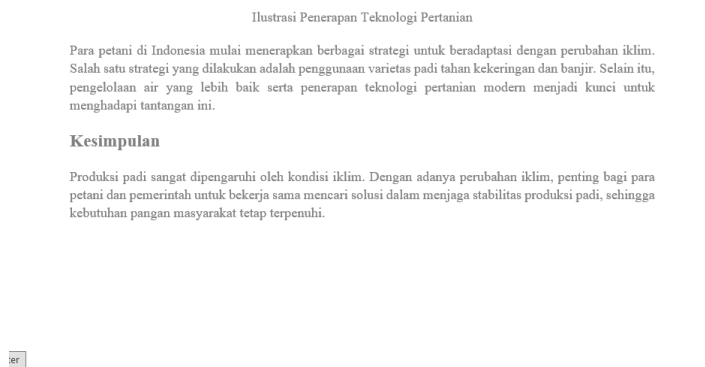 Ilustrasi Penerapan Teknologi Pertanian
Para petani di Indonesia mulai menerapkan berbagai strategi untuk beradaptasi dengan perubahan iklim.
Salah satu strategi yang dilakukan adalah penggunaan varietas padi tahan kekeringan dan banjir. Selain itu,
pengelolaan air yang lebih baik serta penerapan teknologi pertanian modern menjadi kunci untuk
menghadapi tantangan ini.
Kesimpulan
Produksi padi sangat dipengaruhi oleh kondisi iklim. Dengan adanya perubahan iklim, penting bagi para
petani dan pemerintah untuk bekerja sama mencari solusi dalam menjaga stabilitas produksi padi, sehingga
kebutuhan pangan masyarakat tetap terpenuhi.